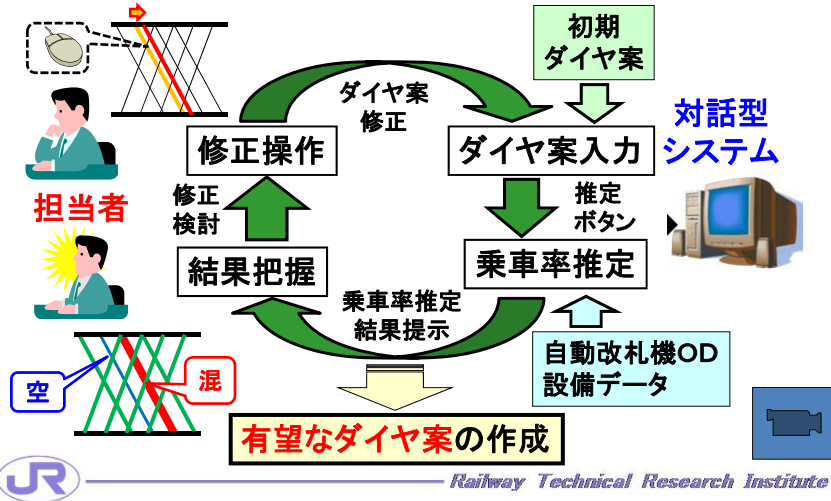 初期
ダイヤ案
ダイヤ案
修正
対話型
システム
修正操作
ダイヤ案入力
担当者
修正
検討
推定
ボタン
結果把握
乗車率推定
乗車率推定
結果提示
自動改札機OD
設備データ
空
混
有望なダイヤ案の作成
JR
Railway Technical Research Institute